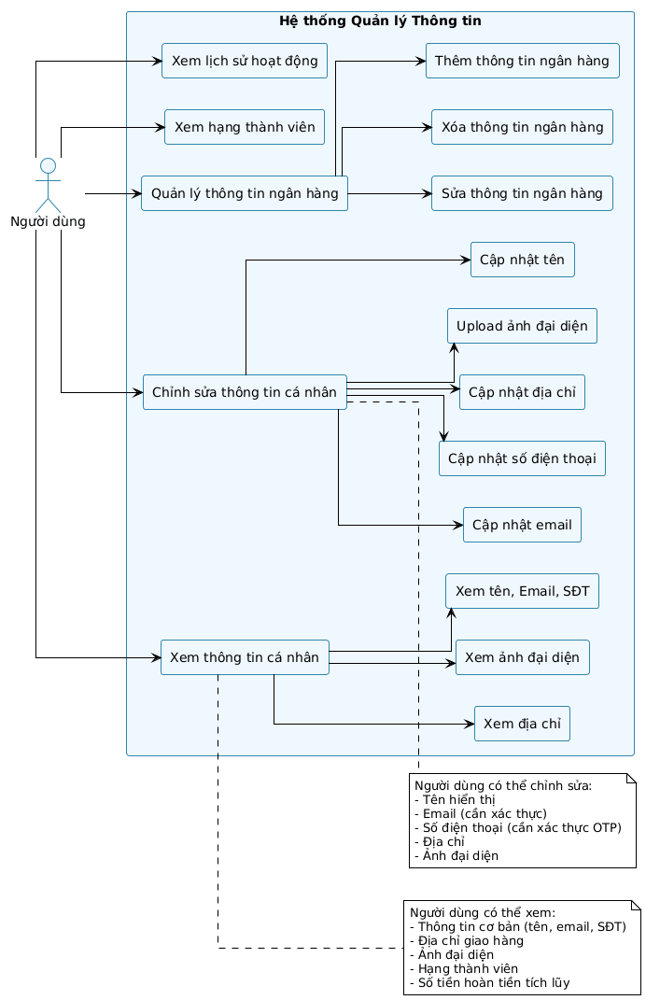 Hệ thống Quản lý Thông tin
Xem lịch sử hoạt động
Thêm thông tin ngân hàng
Xem hạng thành viên
Xóa thông tin ngân hàng
Người dùng
Quản lý thông tin ngân hàng
Sửa thông tin ngân hàng
Cập nhật tên
Upload ảnh đại diện
Chỉnh sửa thông tin cá nhân
Cập nhật địa chỉ
Cập nhật số điện thoại
Cập nhật email
Xem tên, Email, SĐT
Xem thông tin cá nhân
Xem ảnh đại diện
Xem địa chỉ
Người dùng có thể chỉnh sửa:
- Tên hiển thị
- Email (cần xác thực)
- Số điện thoại (cần xác thực OTP)
- Địa chỉ
- Ảnh đại diện
Người dùng có thể xem:
- Thông tin cơ bản (tên, email, SĐT)
- Địa chỉ giao hàng
- Ảnh đại diện
- Hạng thành viên
- Số tiền hoàn tiền tích lũy